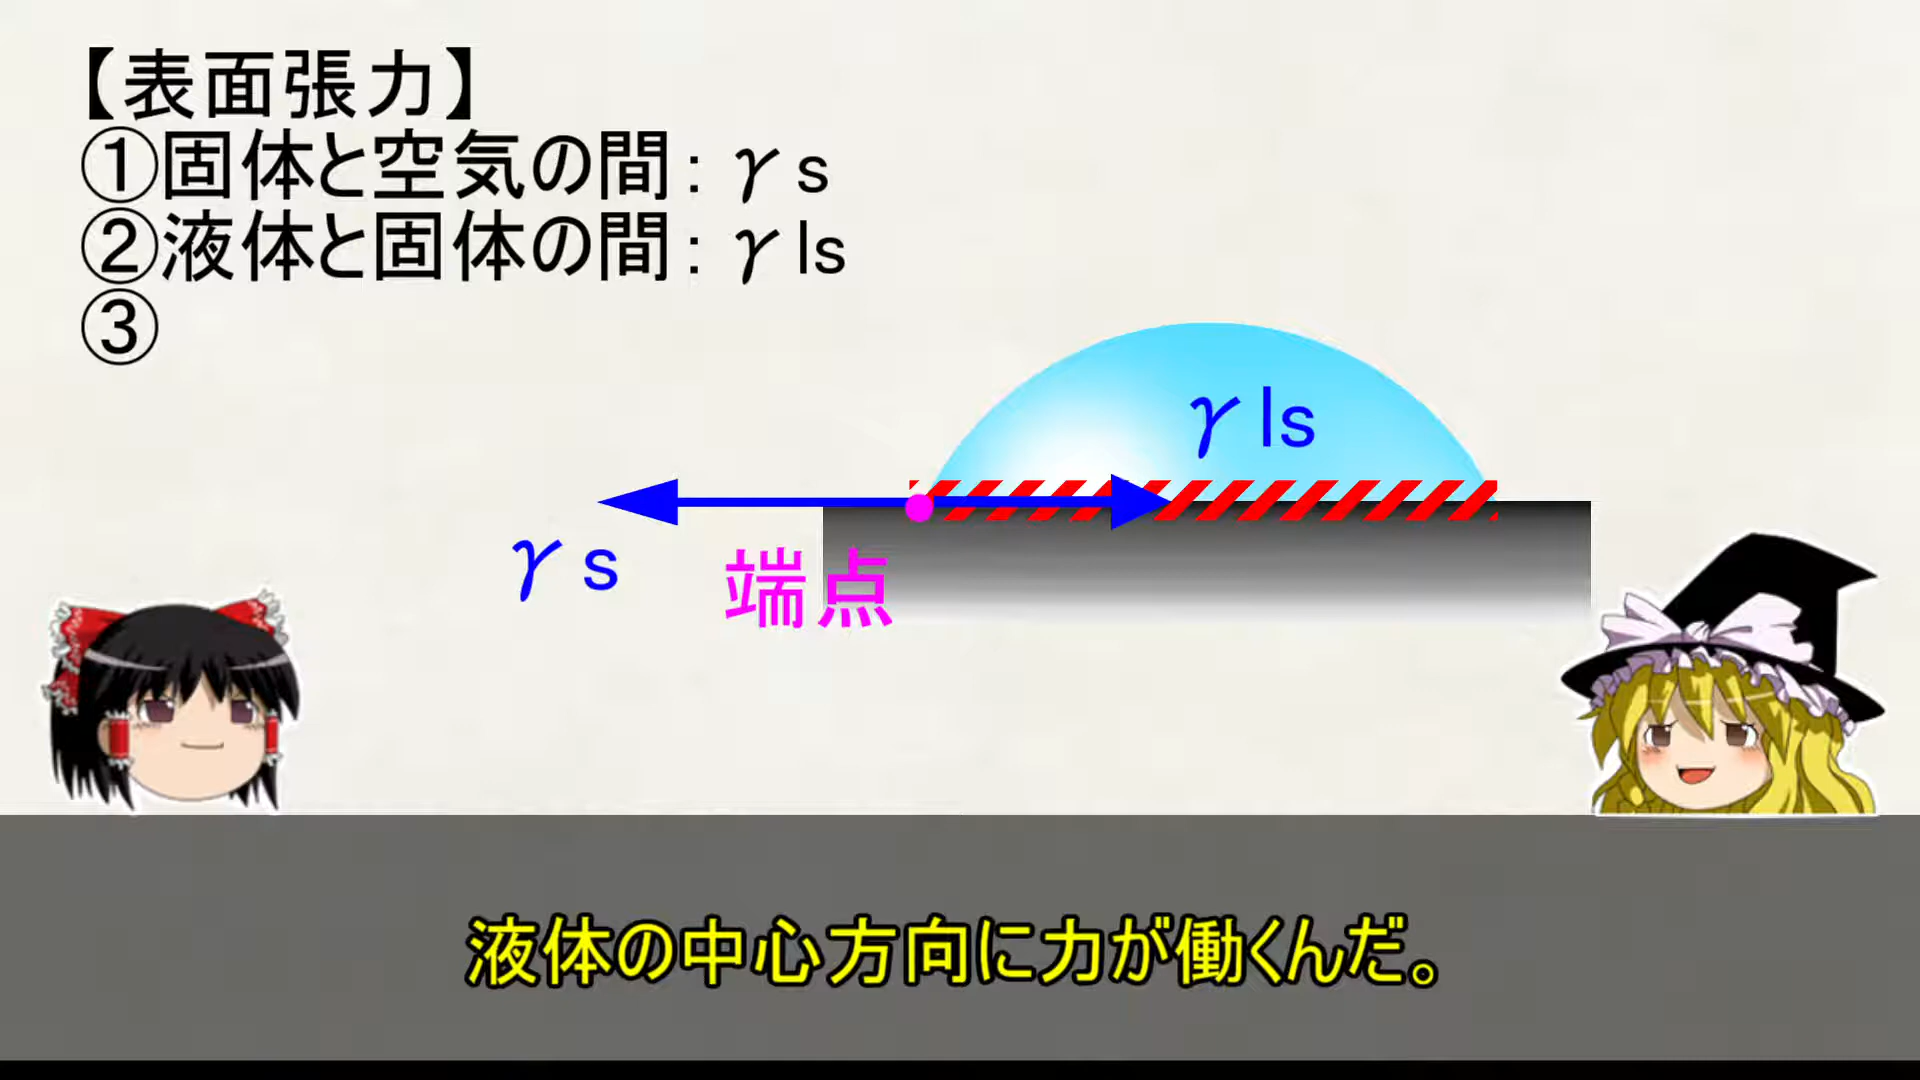 【表面張力】
①固体と空気の間：γs
②液体と固体の間：γls
③
γls
γs
端点
液体の中心方向に力が働くんだ。